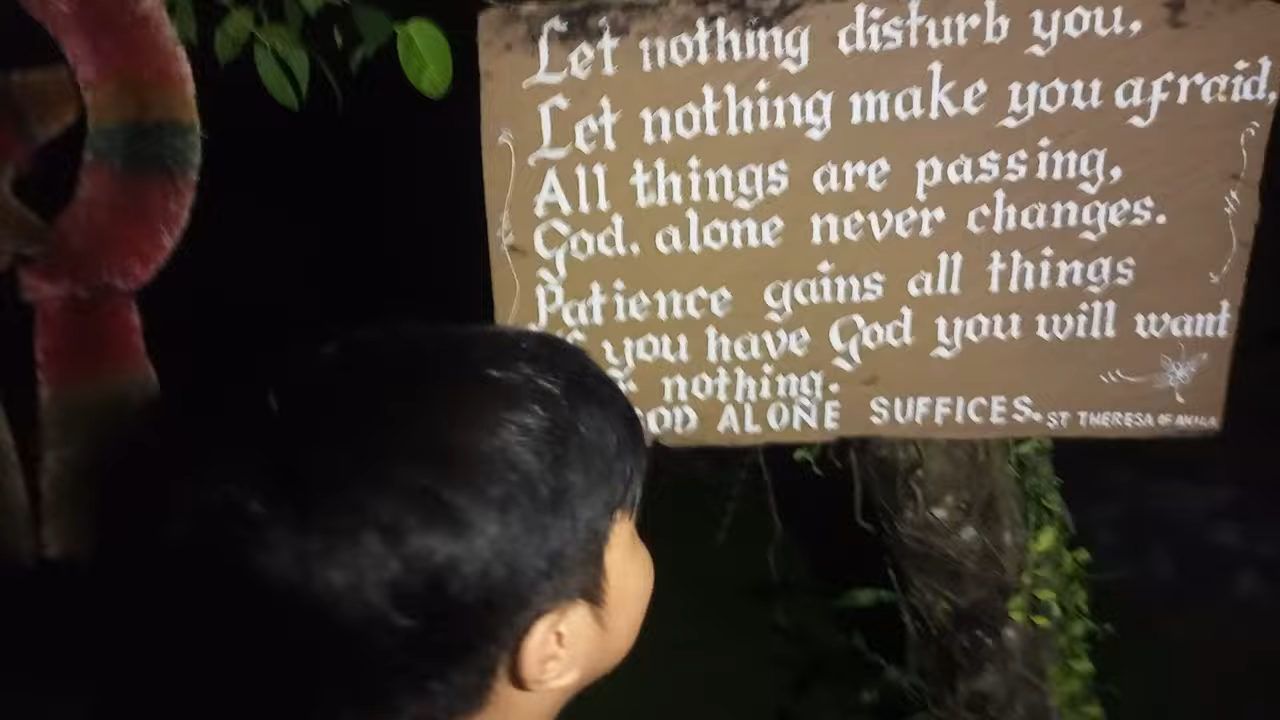 Let nothing disturb you,
Let nothing make you afraid,
All things are passing,
God, alone never changes.
Patience gains all things
you have God you will want
nothing.
ALONE SUFFICES. ST THERESA OF